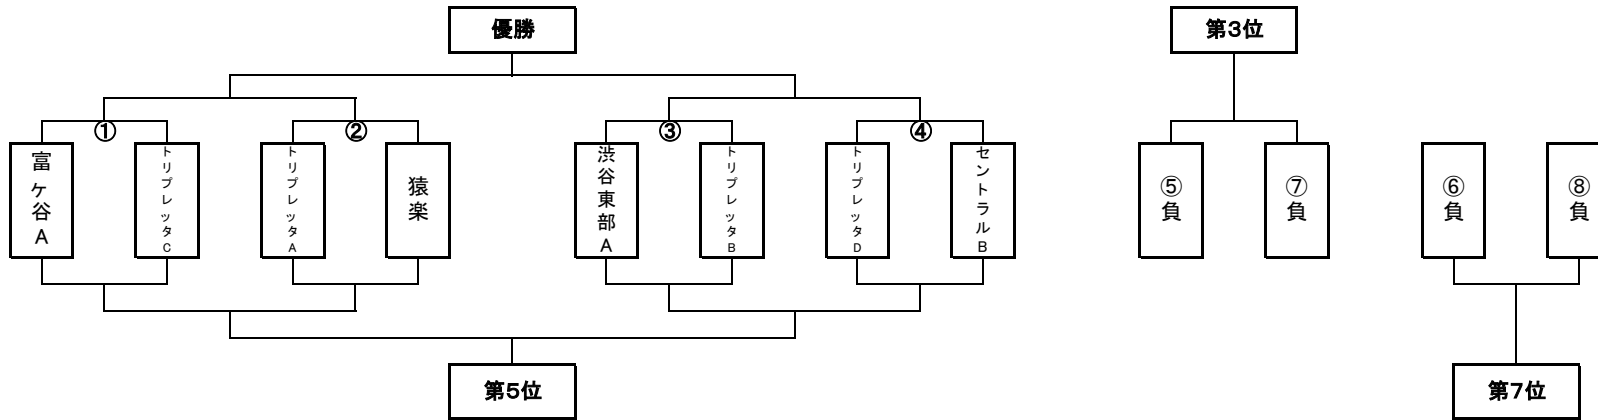 優勝
第3位
①
②
③
④
富ケ谷A
トリプレッタC
トリプレッタA
猿楽
渋谷東部A
トリプレッタB
トリプレッタD
セントラルB
⑤負
⑦負
⑥負
⑧負
第5位
第7位